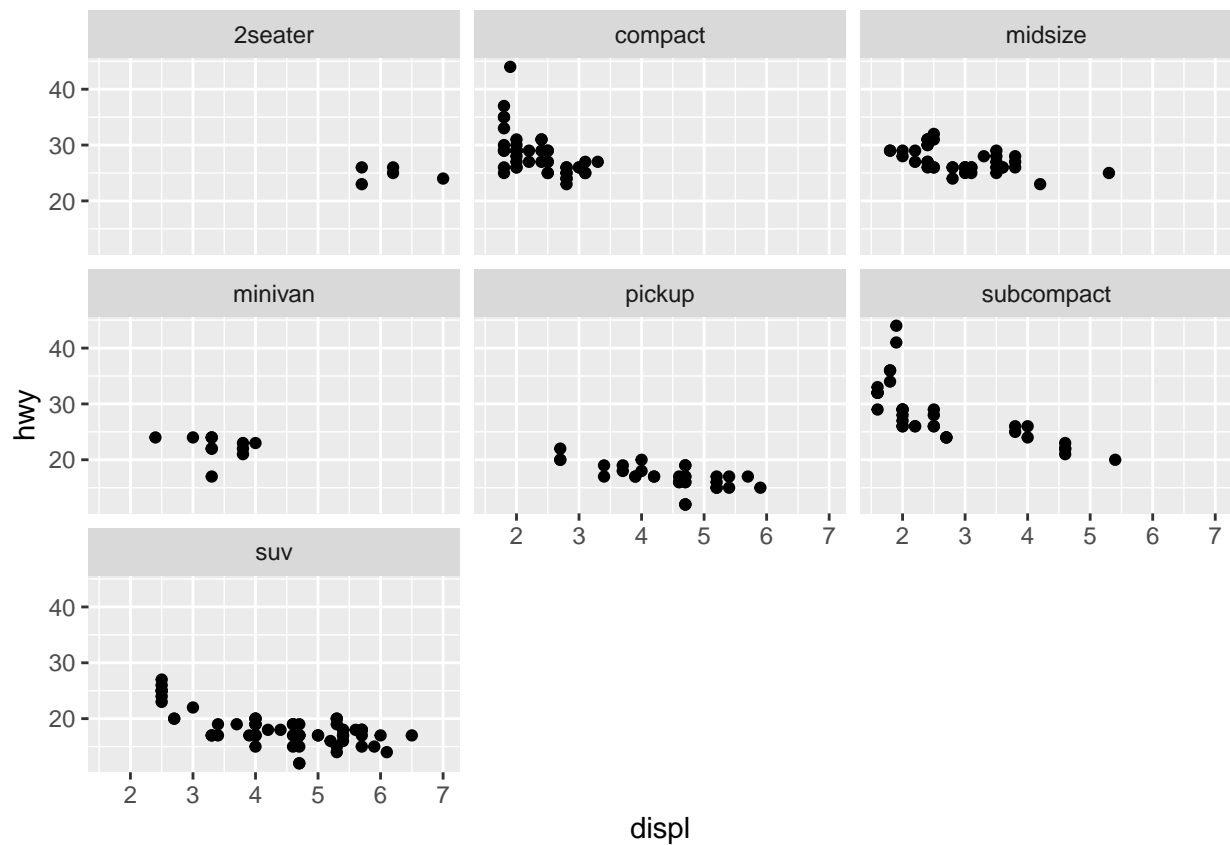 2seater compact midsize
40
30
20
minivan pickup subcompact
40
30
20
2 3 4 5 6 7 2 3 4 5 6 7
suv
40
30
20
2 3 4 5 6 7
hwy
displ